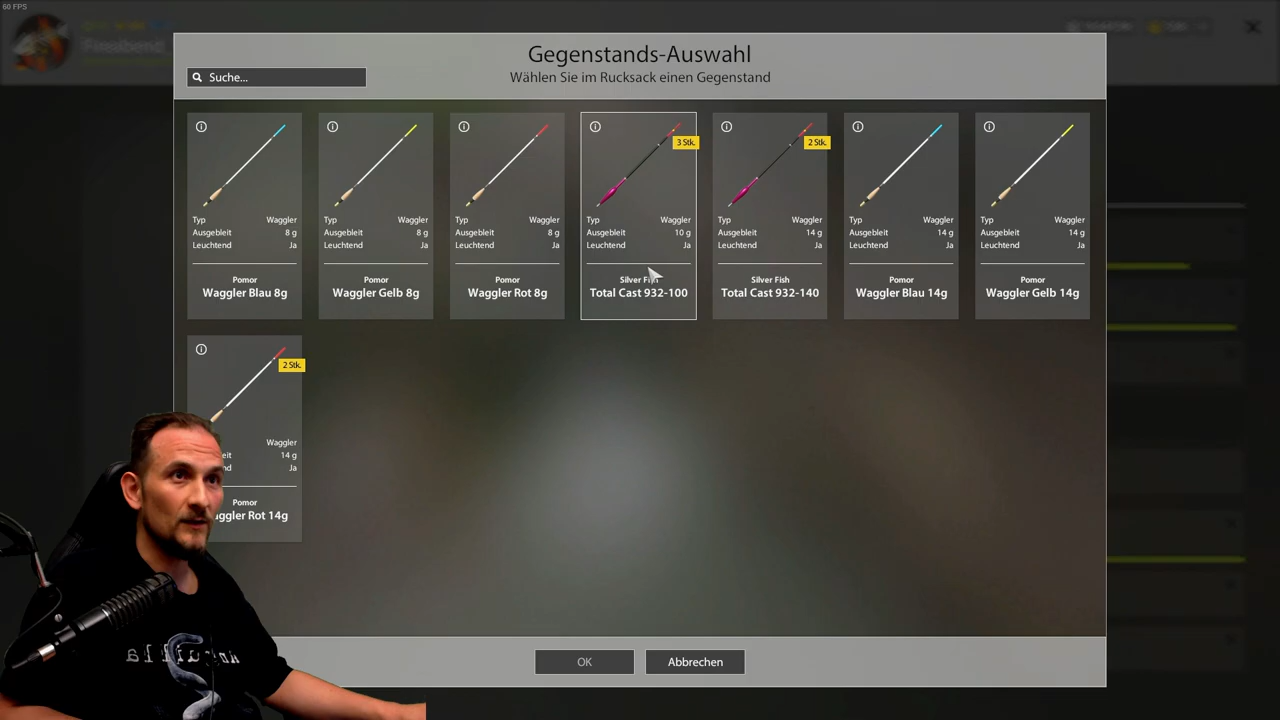 60 FPS
Gegenstands-Auswahl
Suche...
Wählen Sie im Rucksack einen Gegenstand
Typ Waggler
Ausgebleit 8 g
Leuchtend Ja
Pomor
Waggler Blau 8g
Typ Waggler
Ausgebleit 8 g
Leuchtend Ja
Pomor
Waggler Gelb 8g
Typ Waggler
Ausgebleit 8 g
Leuchtend Ja
Pomor
Waggler Rot 8g
3 Stk.
Typ Waggler
Ausgebleit 10 g
Leuchtend Ja
Silver Fish
Total Cast 932-100
2 Stk.
Typ Waggler
Ausgebleit 14 g
Leuchtend Ja
Silver Fish
Total Cast 932-140
Typ Waggler
Ausgebleit 14 g
Leuchtend Ja
Pomor
Waggler Blau 14g
Typ Waggler
Ausgebleit 14 g
Leuchtend Ja
Pomor
Waggler Gelb 14g
2 Stk.
Waggler
14 g
Ja
Pomor
Waggler Rot 14g
OK
Abbrechen